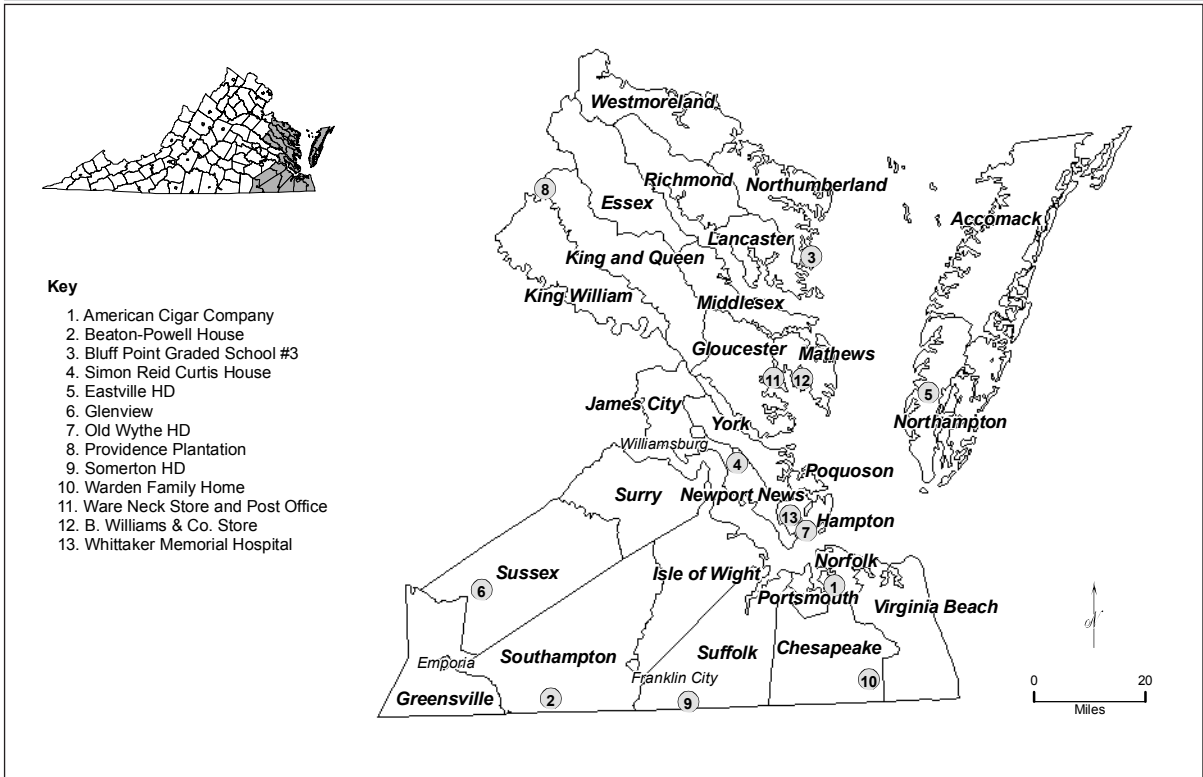 Westmoreland
Richmond
Northumberland
8
Essex
Accomack
Lancaster
King and Queen
3
King William
Middlesex
Key
1. American Cigar Company
2. Beaton-Powell House
3. Bluff Point Graded School #3
4. Simon Reid Curtis House
5. Eastville HD
6. Glenview
7. Old Wythe HD
8. Providence Plantation
9. Somerton HD
10. Warden Family Home
11. Ware Neck Store and Post Office
12. B. Williams & Co. Store
13. Whittaker Memorial Hospital
Gloucester
Mathews
11
12
5
James City
York
Northampton
Williamsburg
4
Poquoson
Surry
Newport News
13
Hampton
7
Norfolk
Sussex
Isle of Wight
6
1
Portsmouth
Virginia Beach
N
Southampton
Suffolk
Chesapeake
Emporia
Franklin City
10
Greensville
2
9
0
20
Miles